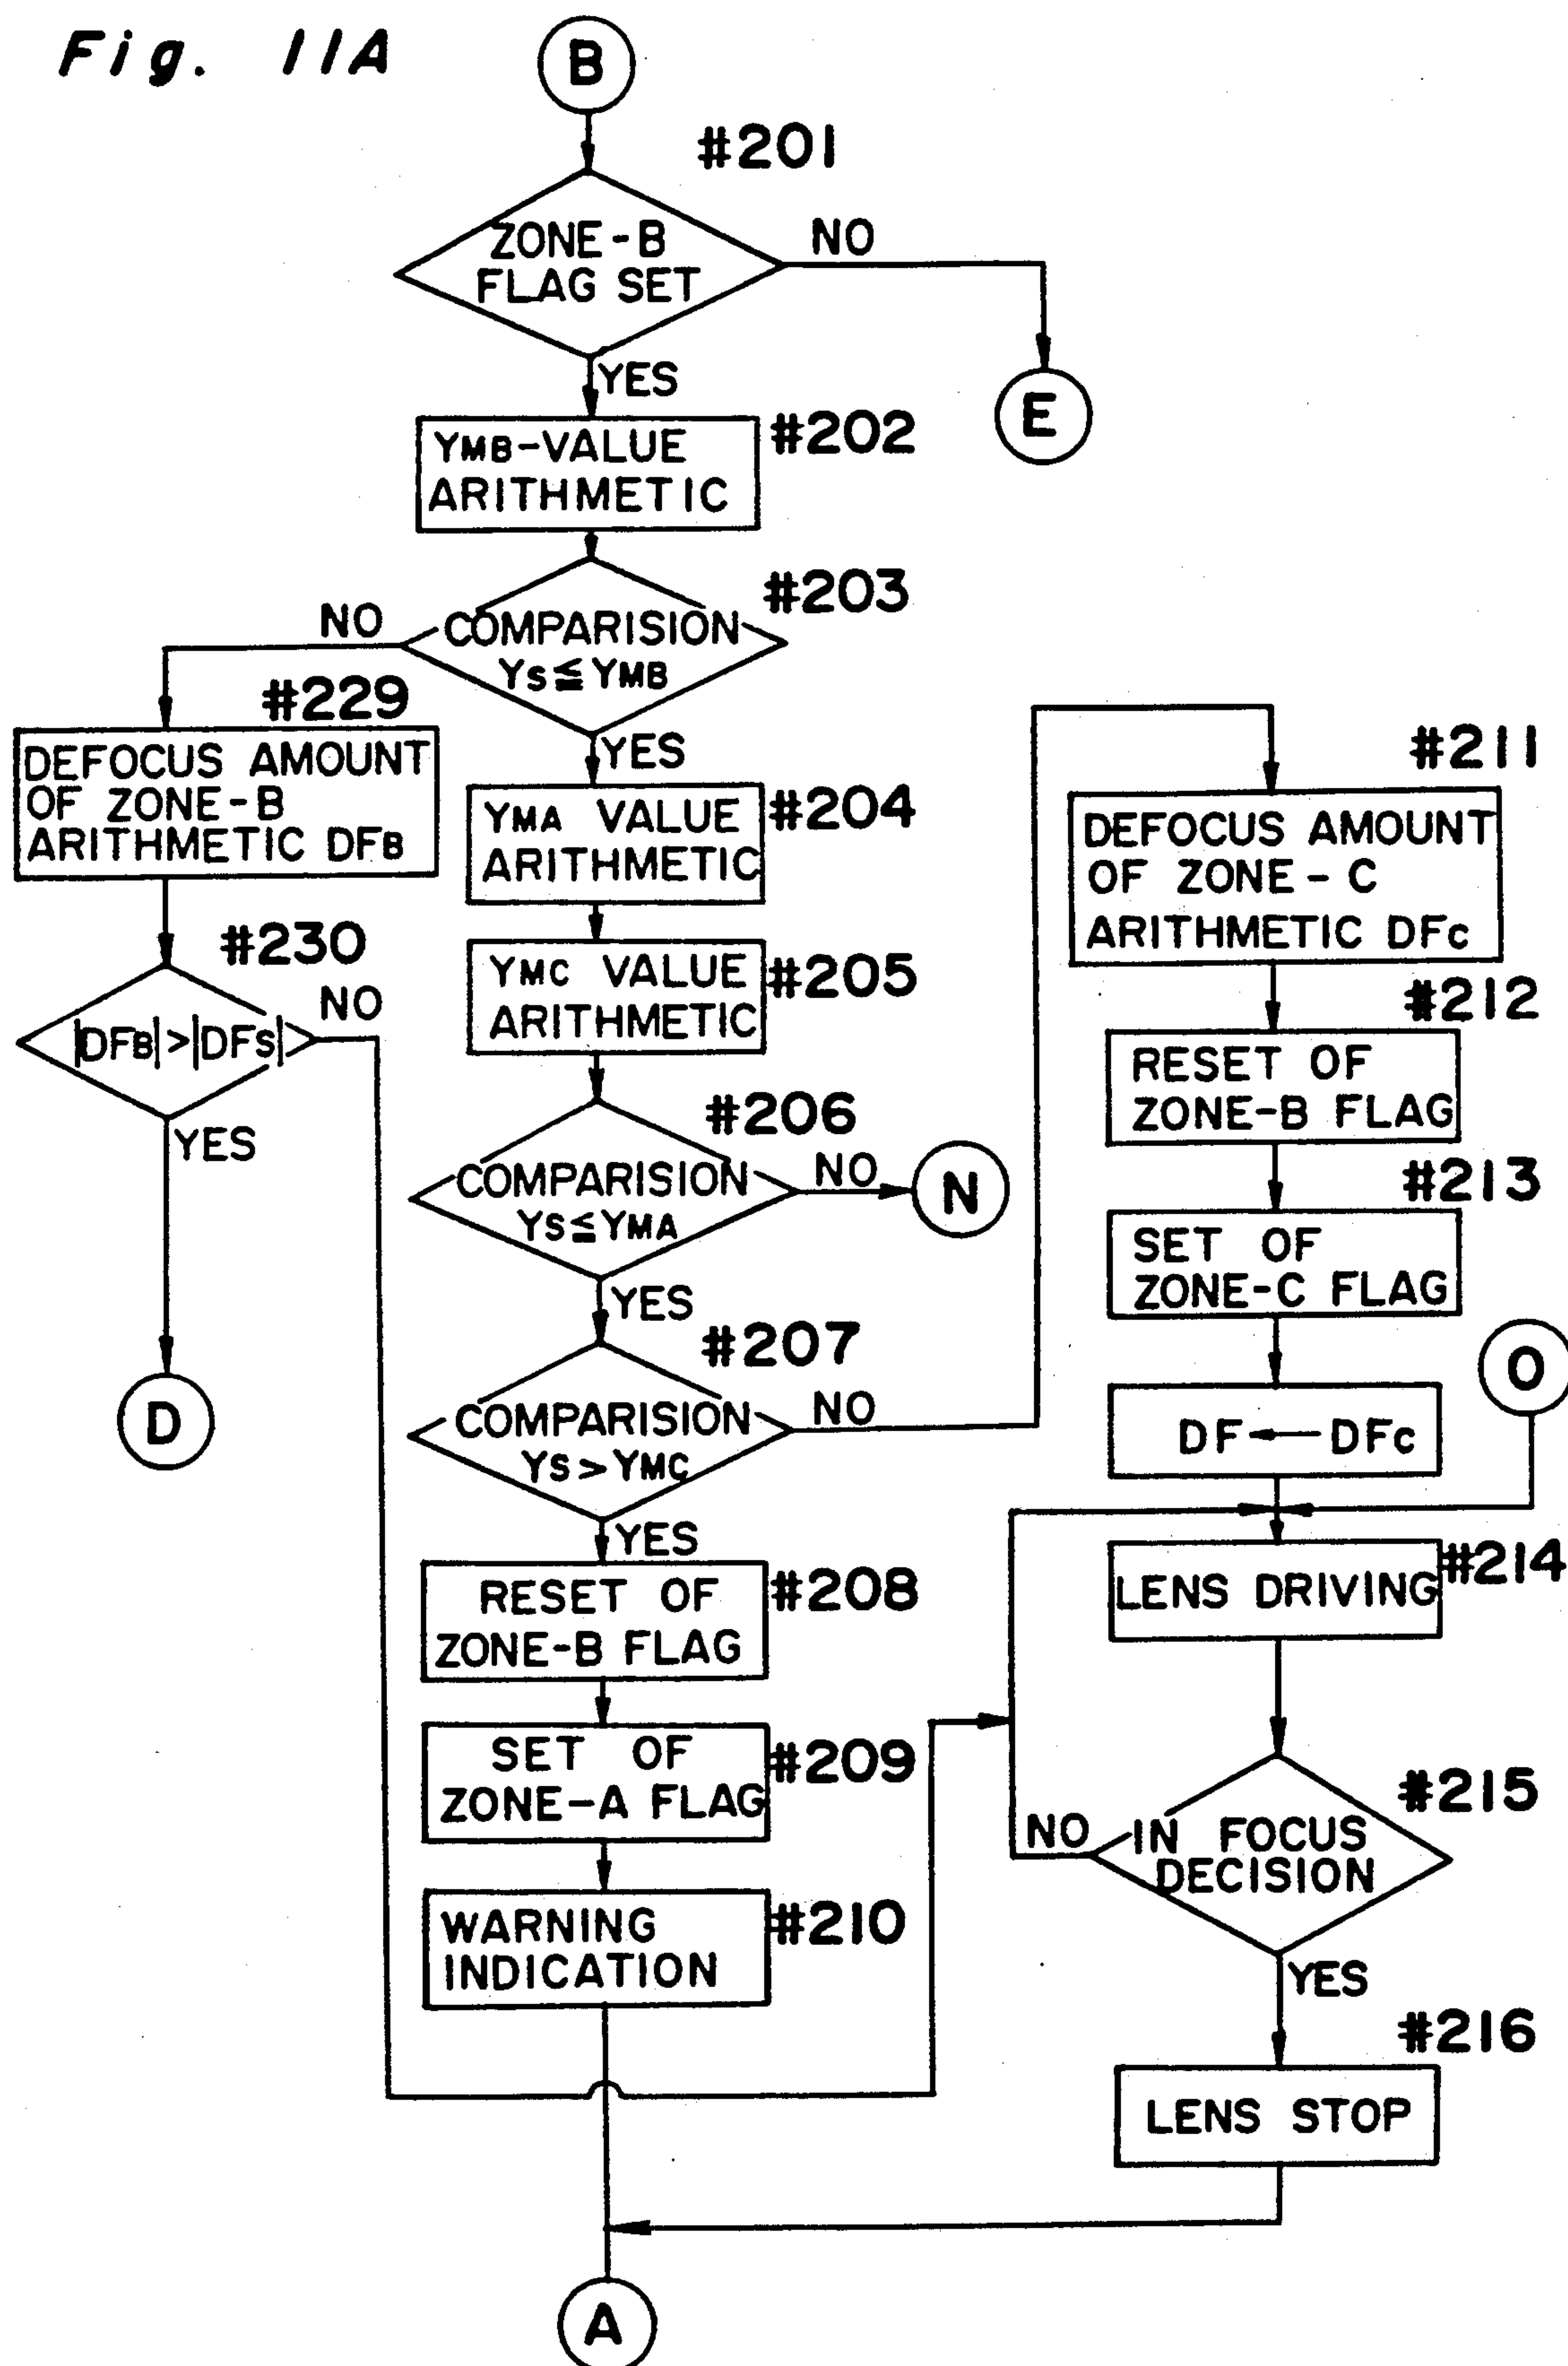 Fig. 11A
B
#201
ZONE-B
FLAG SET
NO
E
YES
#202
YMB-VALUE
ARITHMETIC
#203
COMPARISION
YS≦YMB
NO
YES
#229
DEFOCUS AMOUNT
OF ZONE-B
ARITHMETIC DFB
#230
|DFB|>|DFS|
NO
YES
D
#204
YMA VALUE
ARITHMETIC
#205
YMC VALUE
ARITHMETIC
#206
COMPARISION
YS≦YMA
NO
N
YES
#207
COMPARISION
YS>YMC
NO
YES
#208
RESET OF
ZONE-B FLAG
#209
SET OF
ZONE-A FLAG
#210
WARNING
INDICATION
#211
DEFOCUS AMOUNT
OF ZONE-C
ARITHMETIC DFC
#212
RESET OF
ZONE-B FLAG
#213
SET OF
ZONE-C FLAG
O
DF←DFC
#214
LENS DRIVING
#215
IN FOCUS
DECISION
NO
YES
#216
LENS STOP
A